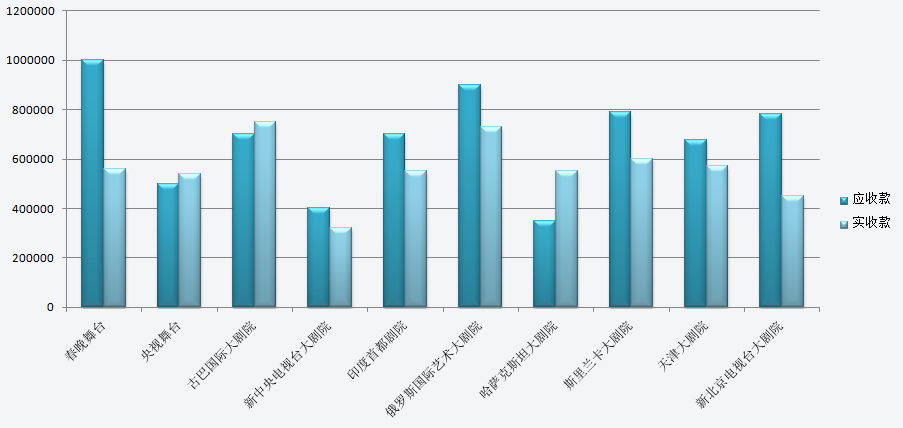 1200000
1000000
800000
600000
400000
200000
0
春晚舞台
央视舞台
古巴国际大剧院
新中央电视台大剧院
印度首都剧院
俄罗斯国际艺术大剧院
哈萨克斯坦大剧院
斯里兰卡大剧院
天津大剧院
新北京电视台大剧院
应收款
实收款